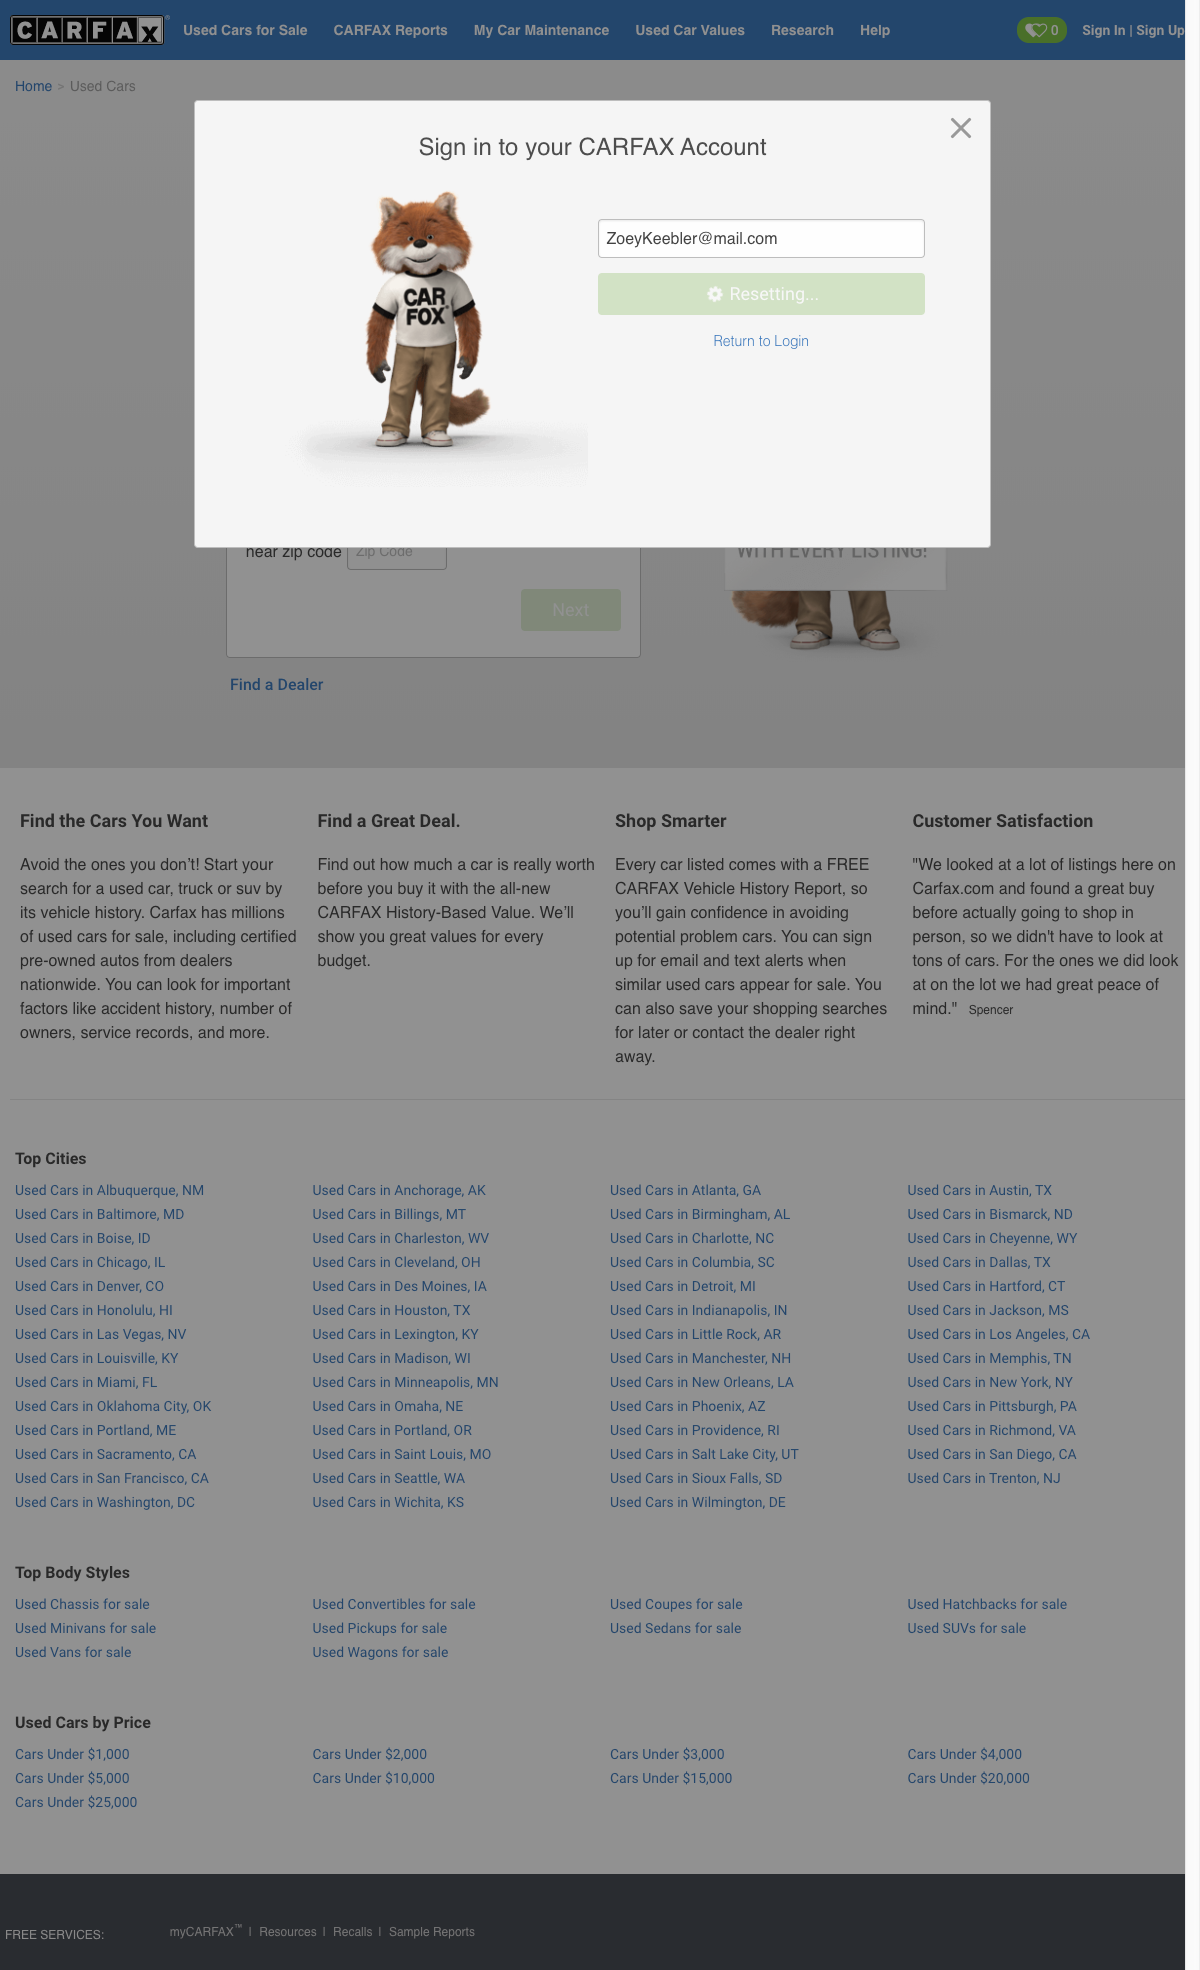 CARFAX®
Used Cars for Sale CARFAX Reports My Car Maintenance Used Car Values Research Help 0 Sign In | Sign Up
Home > Used Cars
Sign in to your CARFAX Account
CAR
FOX
ZoeyKeebler@mail.com
Resetting...
Return to Login
near zip code Zip Code
WITH EVERY LISTING!
Next
Find a Dealer
Find the Cars You Want
Avoid the ones you don’t! Start your
search for a used car, truck or suv by
its vehicle history. Carfax has millions
of used cars for sale, including certified
pre-owned autos from dealers
nationwide. You can look for important
factors like accident history, number of
owners, service records, and more.
Find a Great Deal.
Find out how much a car is really worth
before you buy it with the all-new
CARFAX History-Based Value. We’ll
show you great values for every
budget.
Shop Smarter
Every car listed comes with a FREE
CARFAX Vehicle History Report, so
you’ll gain confidence in avoiding
potential problem cars. You can sign
up for email and text alerts when
similar used cars appear for sale. You
can also save your shopping searches
for later or contact the dealer right
away.
Customer Satisfaction
"We looked at a lot of listings here on
Carfax.com and found a great buy
before actually going to shop in
person, so we didn't have to look at
tons of cars. For the ones we did look
at on the lot we had great peace of
mind." Spencer
Top Cities
Used Cars in Albuquerque, NM Used Cars in Anchorage, AK Used Cars in Atlanta, GA Used Cars in Austin, TX
Used Cars in Baltimore, MD Used Cars in Billings, MT Used Cars in Birmingham, AL Used Cars in Bismarck, ND
Used Cars in Boise, ID Used Cars in Charleston, WV Used Cars in Charlotte, NC Used Cars in Cheyenne, WY
Used Cars in Chicago, IL Used Cars in Cleveland, OH Used Cars in Columbia, SC Used Cars in Dallas, TX
Used Cars in Denver, CO Used Cars in Des Moines, IA Used Cars in Detroit, MI Used Cars in Hartford, CT
Used Cars in Honolulu, HI Used Cars in Houston, TX Used Cars in Indianapolis, IN Used Cars in Jackson, MS
Used Cars in Las Vegas, NV Used Cars in Lexington, KY Used Cars in Little Rock, AR Used Cars in Los Angeles, CA
Used Cars in Louisville, KY Used Cars in Madison, WI Used Cars in Manchester, NH Used Cars in Memphis, TN
Used Cars in Miami, FL Used Cars in Minneapolis, MN Used Cars in New Orleans, LA Used Cars in New York, NY
Used Cars in Oklahoma City, OK Used Cars in Omaha, NE Used Cars in Phoenix, AZ Used Cars in Pittsburgh, PA
Used Cars in Portland, ME Used Cars in Portland, OR Used Cars in Providence, RI Used Cars in Richmond, VA
Used Cars in Sacramento, CA Used Cars in Saint Louis, MO Used Cars in Salt Lake City, UT Used Cars in San Diego, CA
Used Cars in San Francisco, CA Used Cars in Seattle, WA Used Cars in Sioux Falls, SD Used Cars in Trenton, NJ
Used Cars in Washington, DC Used Cars in Wichita, KS Used Cars in Wilmington, DE
Top Body Styles
Used Chassis for sale Used Convertibles for sale Used Coupes for sale Used Hatchbacks for sale
Used Minivans for sale Used Pickups for sale Used Sedans for sale Used SUVs for sale
Used Vans for sale Used Wagons for sale
Used Cars by Price
Cars Under $1,000 Cars Under $2,000 Cars Under $3,000 Cars Under $4,000
Cars Under $5,000 Cars Under $10,000 Cars Under $15,000 Cars Under $20,000
Cars Under $25,000
FREE SERVICES: myCARFAX™ | Resources | Recalls | Sample Reports